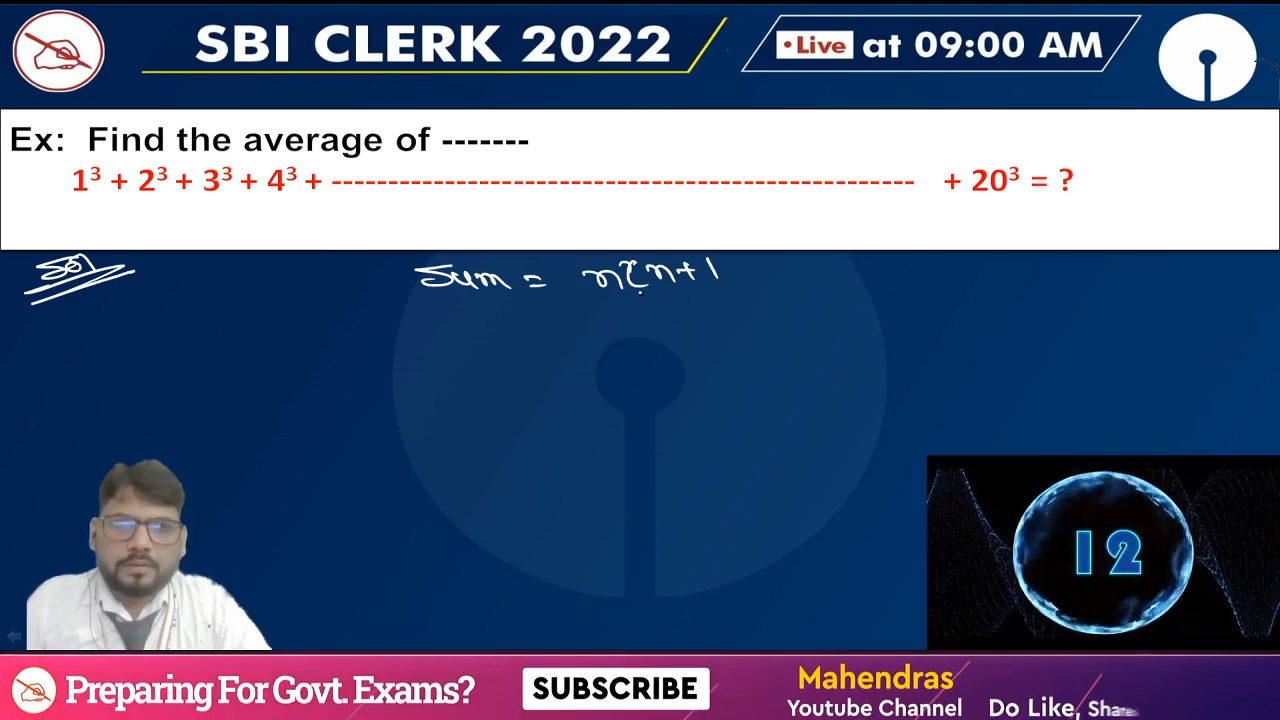 SBI CLERK 2022
• Live at 09:00 AM
Ex: Find the average of -------
1³ + 2³ + 3³ + 4³ + ---------------------------------------------------- + 20³ = ?
Sol
Sum = n(n+1
12
Preparing For Govt. Exams?
SUBSCRIBE
Mahendras
Youtube Channel
Do Like, Share